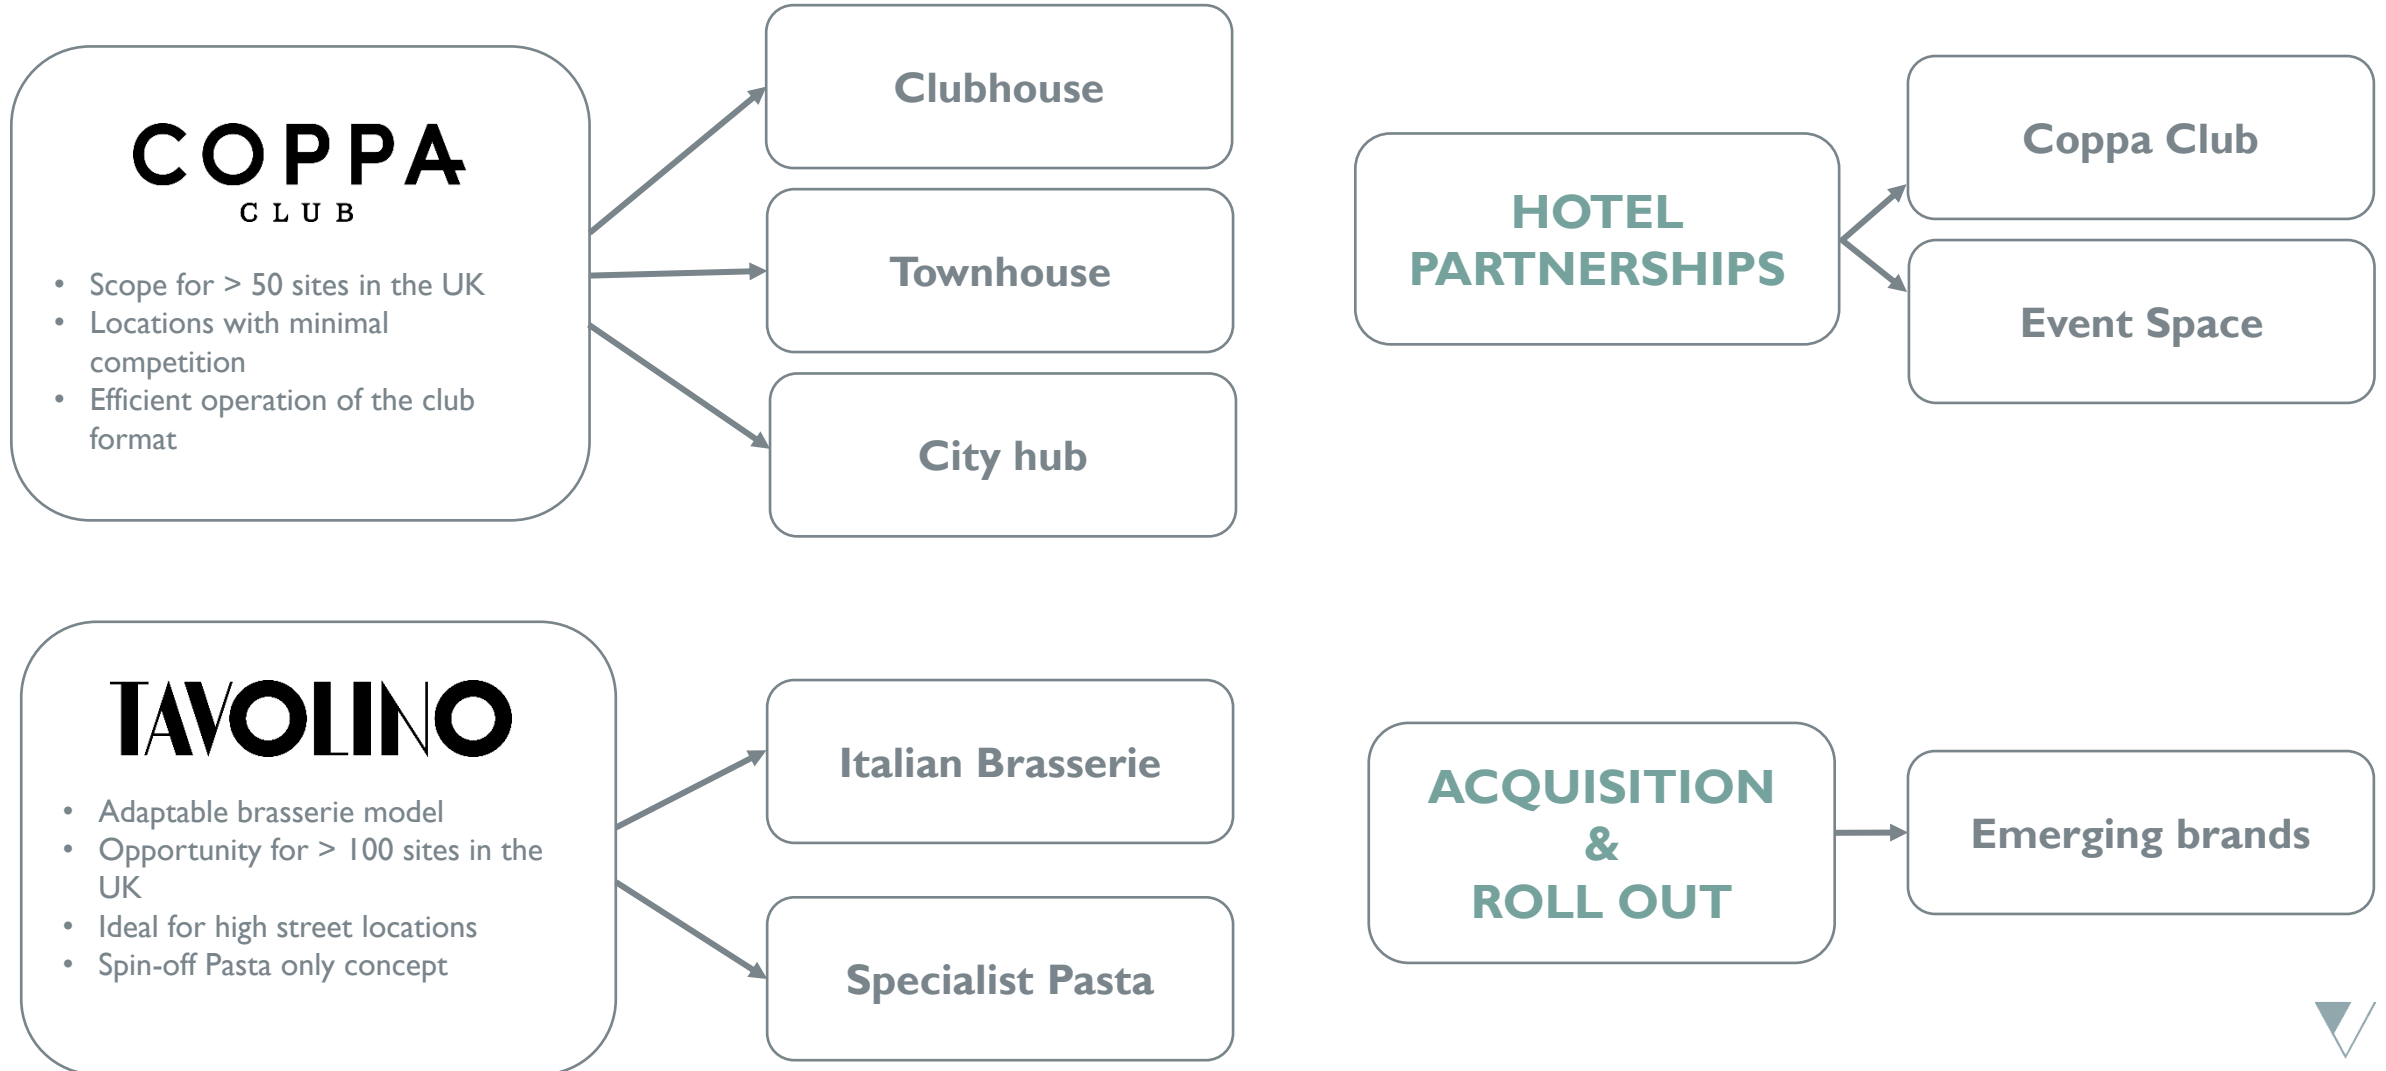 COPPA
CLUB
• Scope for > 50 sites in the UK
• Locations with minimal
competition
• Efficient operation of the club
format
Clubhouse
Townhouse
City hub
HOTEL
PARTNERSHIPS
Coppa Club
Event Space
TAVOLINO
• Adaptable brasserie model
• Opportunity for > 100 sites in the
UK
• Ideal for high street locations
• Spin-off Pasta only concept
Italian Brasserie
Specialist Pasta
ACQUISITION
&
ROLL OUT
Emerging brands